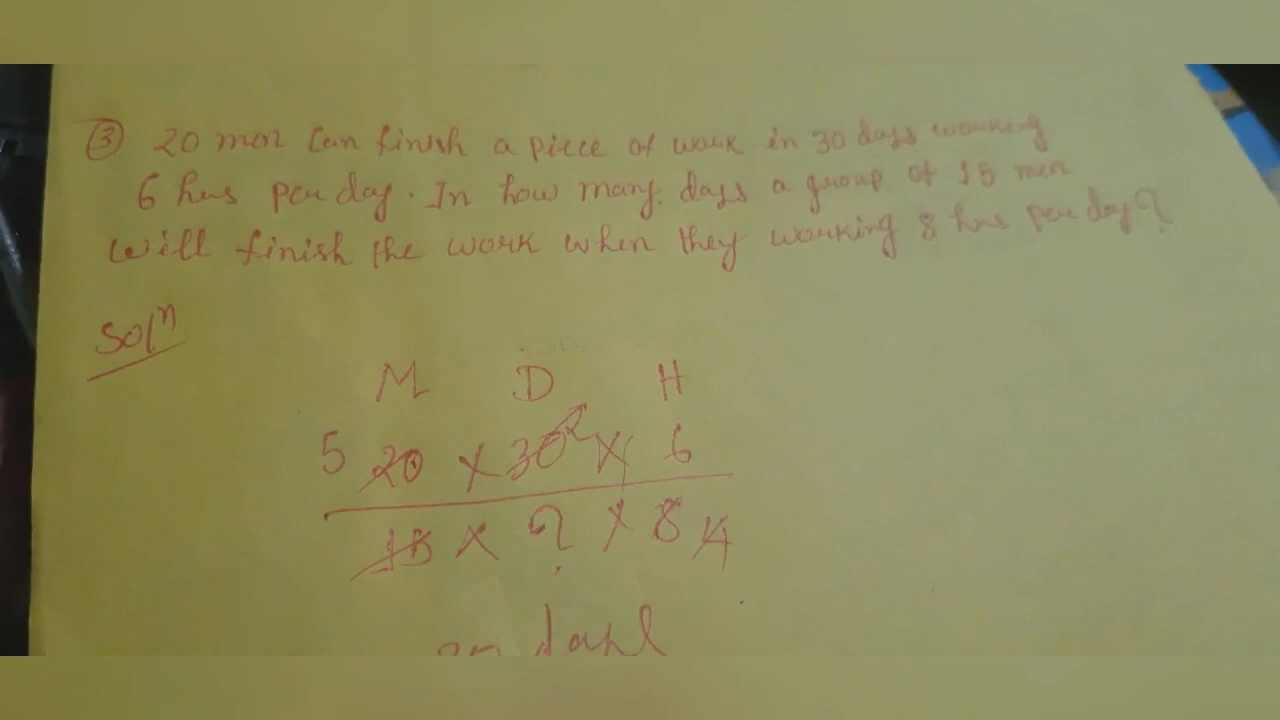 ③ 20 men can finish a piece of work in 30 days working
6 hrs per day. In how many days a group of 15 men
will finish the work when they working 8 hrs per day?
Solⁿ
M D H
5 20 × 30 2 × 6
15 × ? × 8 4